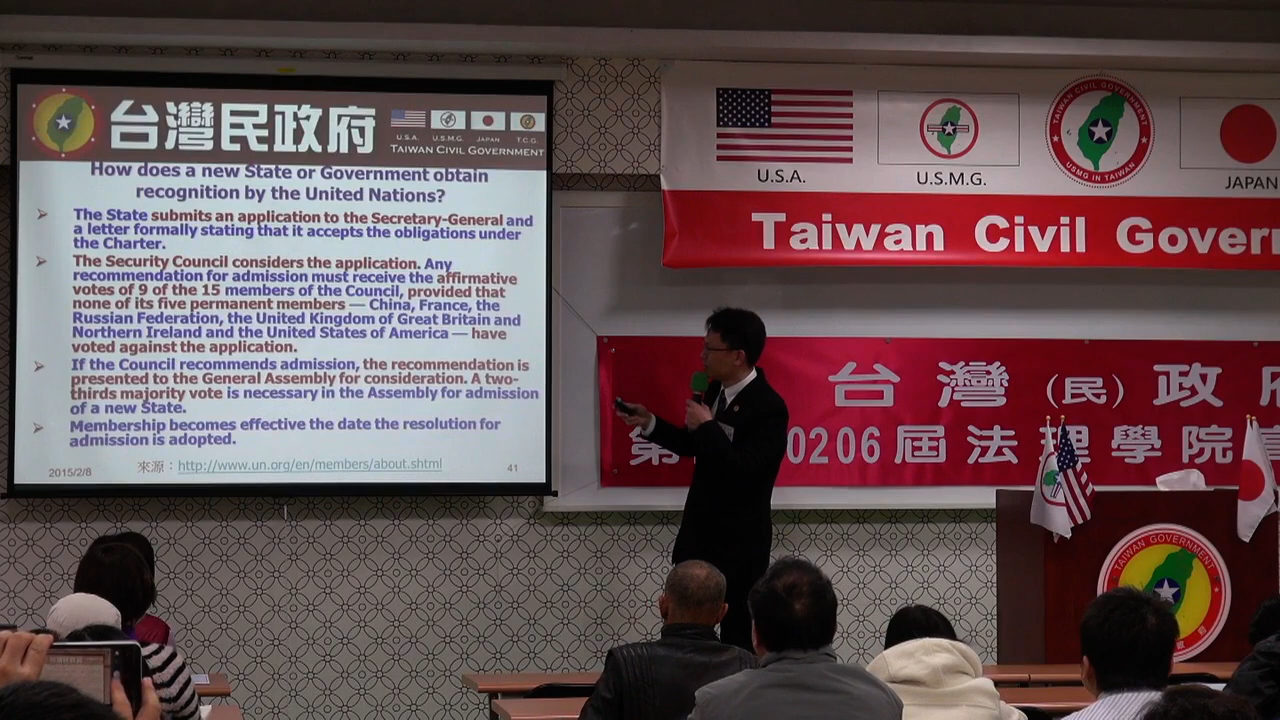 台灣民政府
U.S.A. U.S.M.G. JAPAN T.C.G
TAIWAN CIVIL GOVERNMENT
How does a new State or Government obtain
recognition by the United Nations?
➢ The State submits an application to the Secretary-General and
a letter formally stating that it accepts the obligations under
the Charter.
➢ The Security Council considers the application. Any
recommendation for admission must receive the affirmative
votes of 9 of the 15 members of the Council, provided that
none of its five permanent members — China, France, the
Russian Federation, the United Kingdom of Great Britain and
Northern Ireland and the United States of America — have
voted against the application.
➢ If the Council recommends admission, the recommendation is
presented to the General Assembly for consideration. A two-
thirds majority vote is necessary in the Assembly for admission
of a new State.
➢ Membership becomes effective the date the resolution for
admission is adopted.
2015/2/8 來源：http://www.un.org/en/members/about.shtml 41
TAIWAN CIVIL GOVERNMENT
USMG IN TAIWAN
U.S.A. U.S.M.G. JAPAN
Taiwan Civil Govern
台灣(民)政府
第 0206屆法理學院
TAIWAN GOVERNMENT